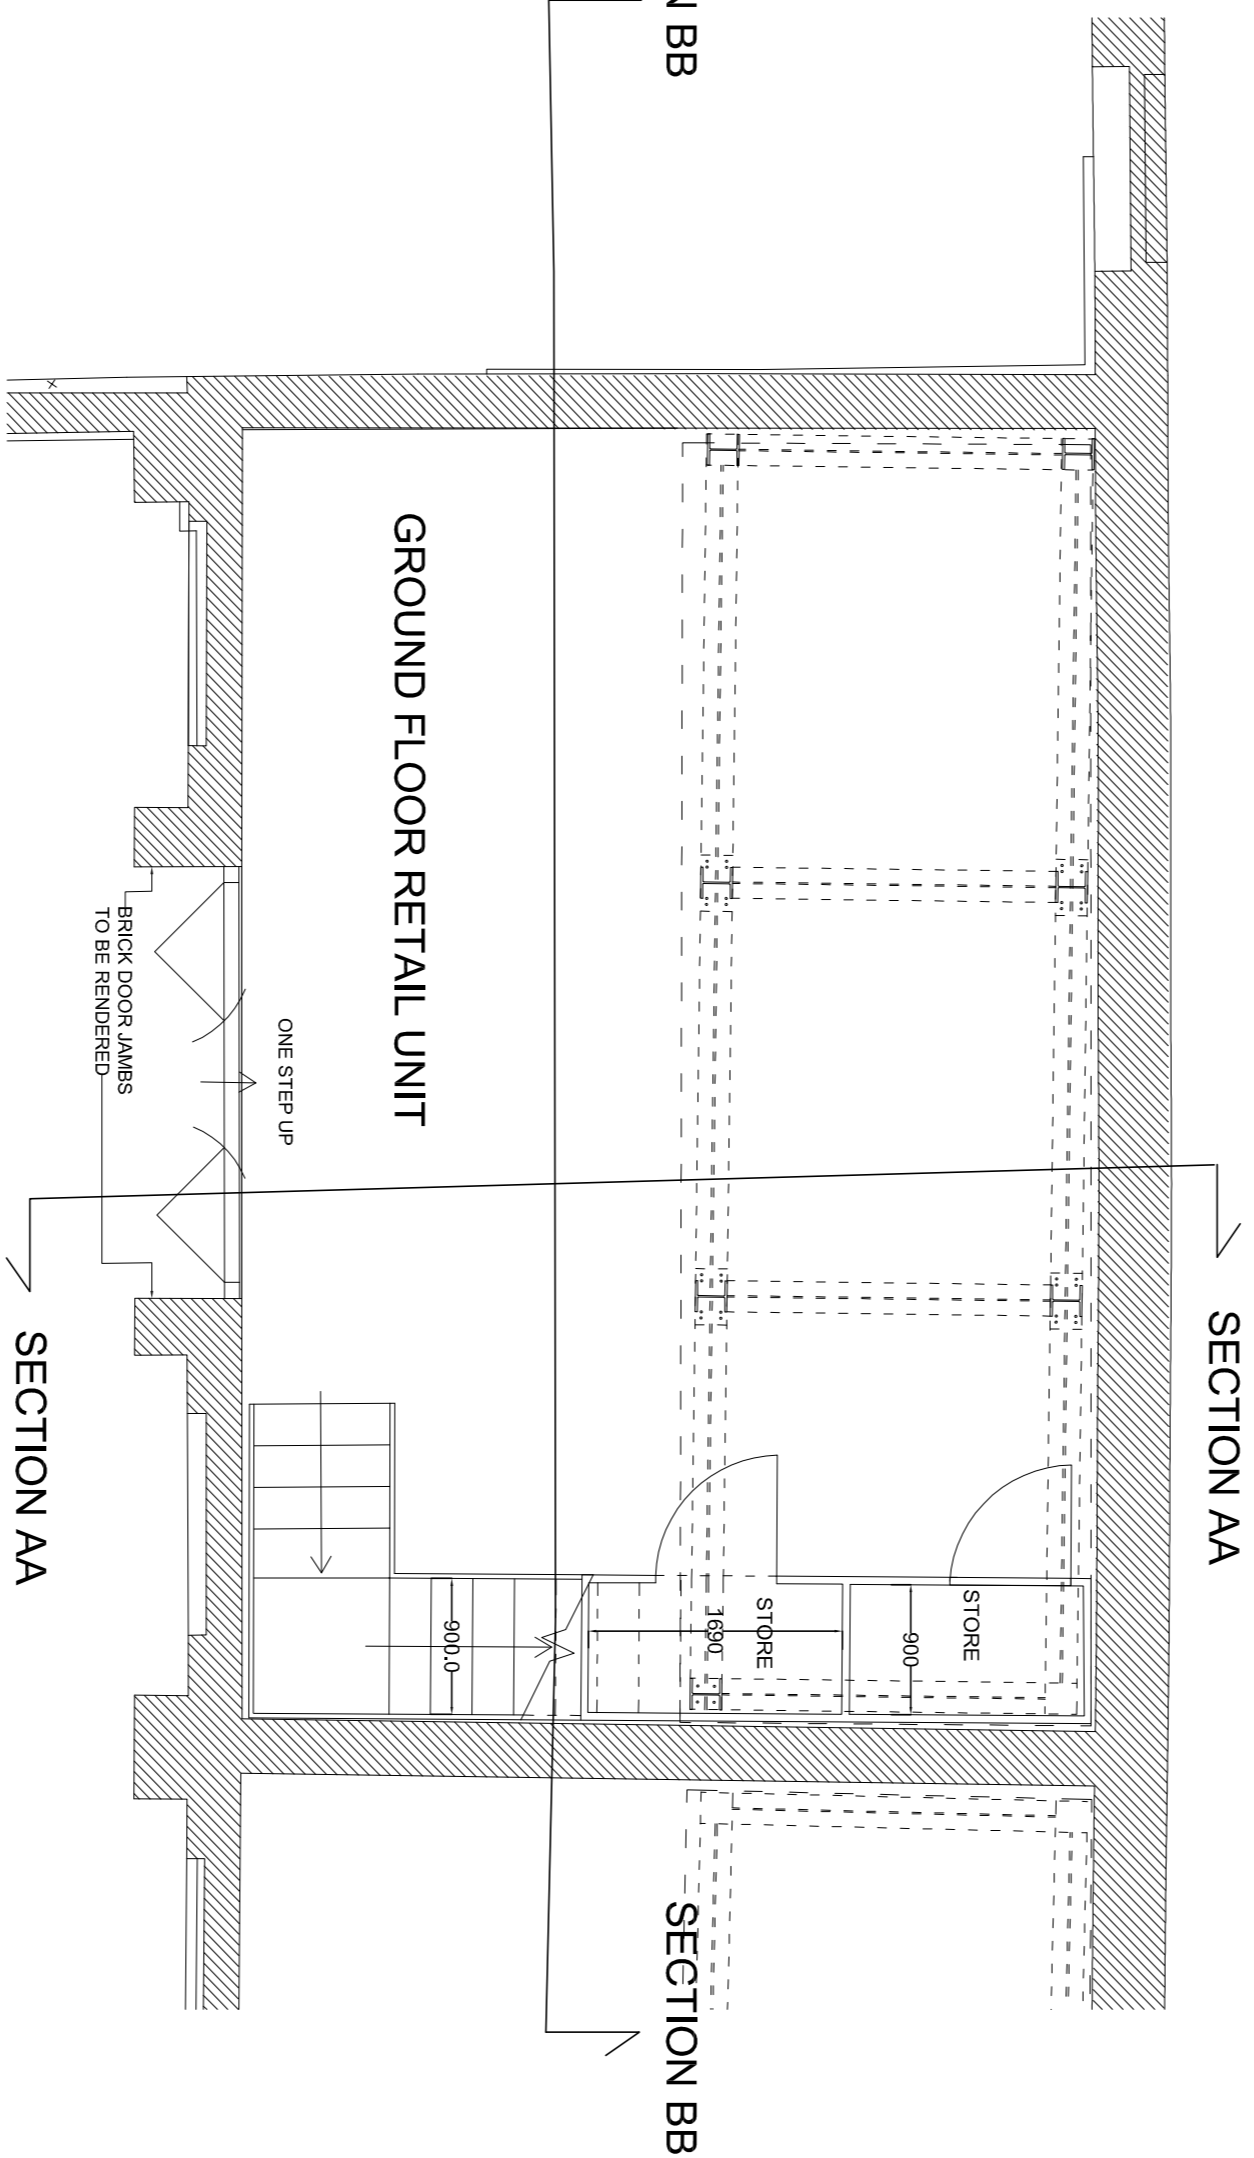 N BB
GROUND FLOOR RETAIL UNIT
ONE STEP UP
BRICK DOOR JAMBS
TO BE RENDERED
SECTION AA
SECTION AA
STORE
900
STORE
1690
900.0
SECTION BB